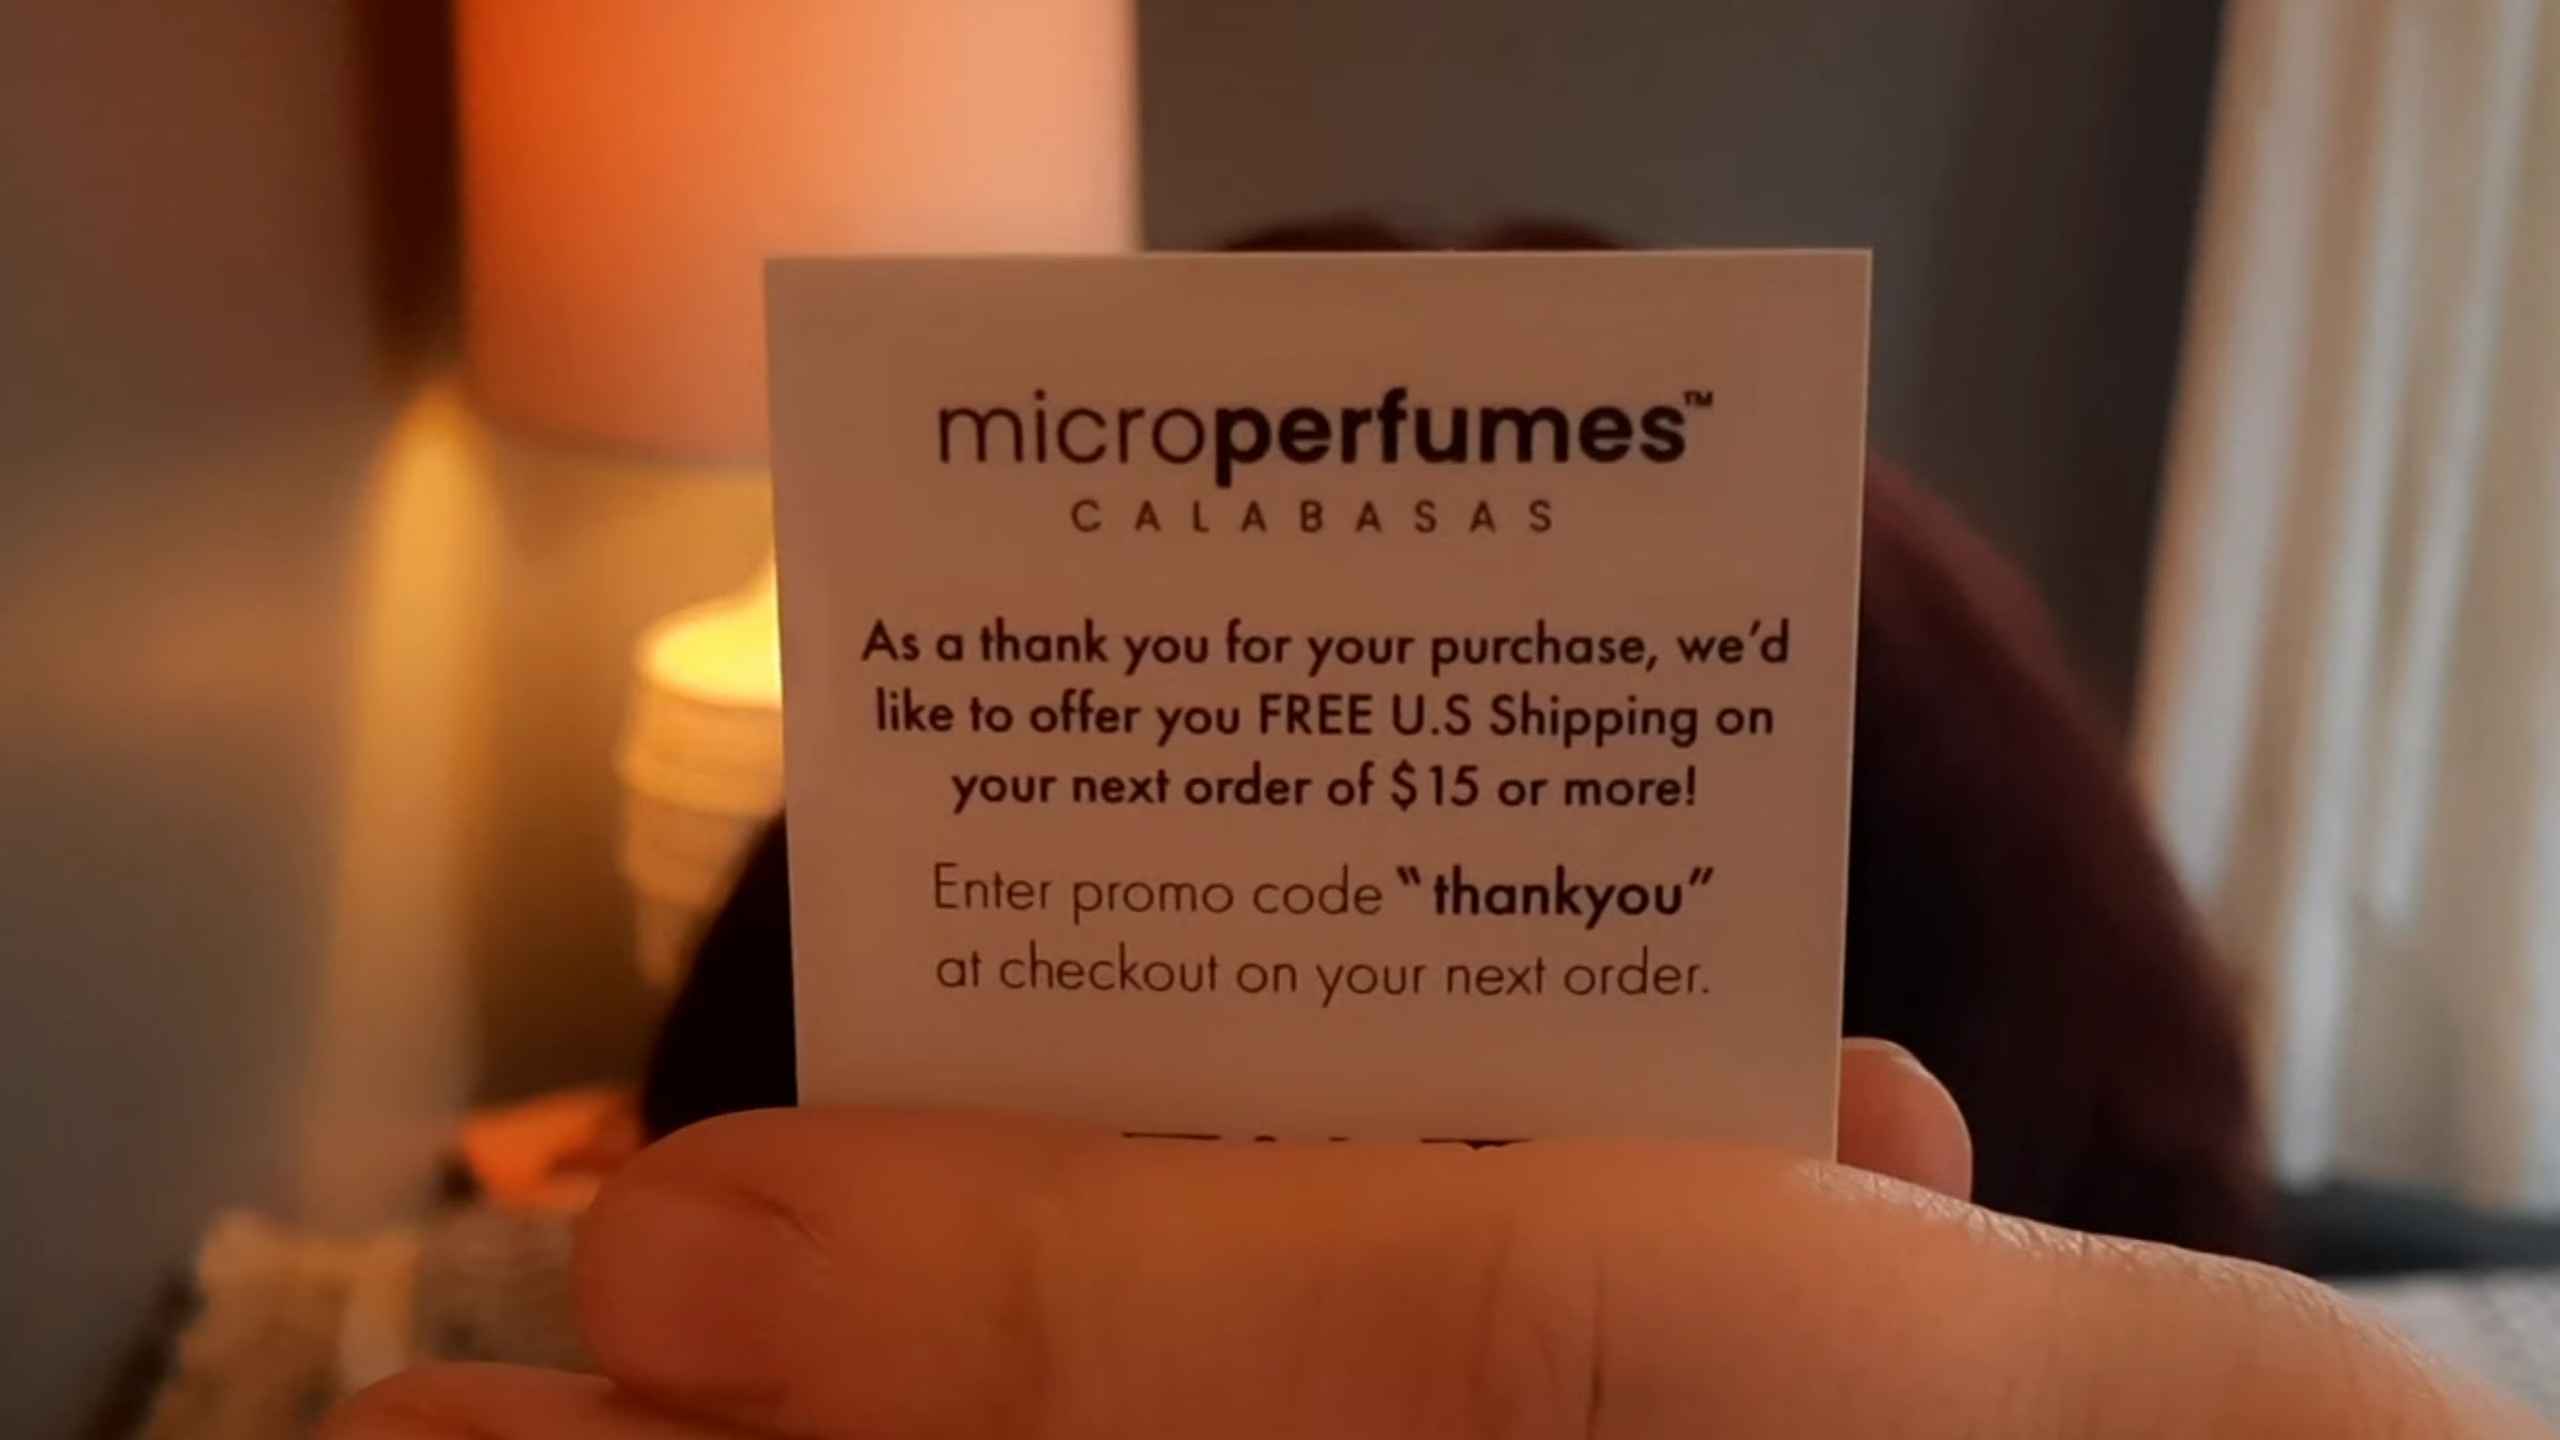 microperfumes™
CALABASAS
As a thank you for your purchase, we'd
like to offer you FREE U.S Shipping on
your next order of $15 or more!
Enter promo code "thankyou"
at checkout on your next order.